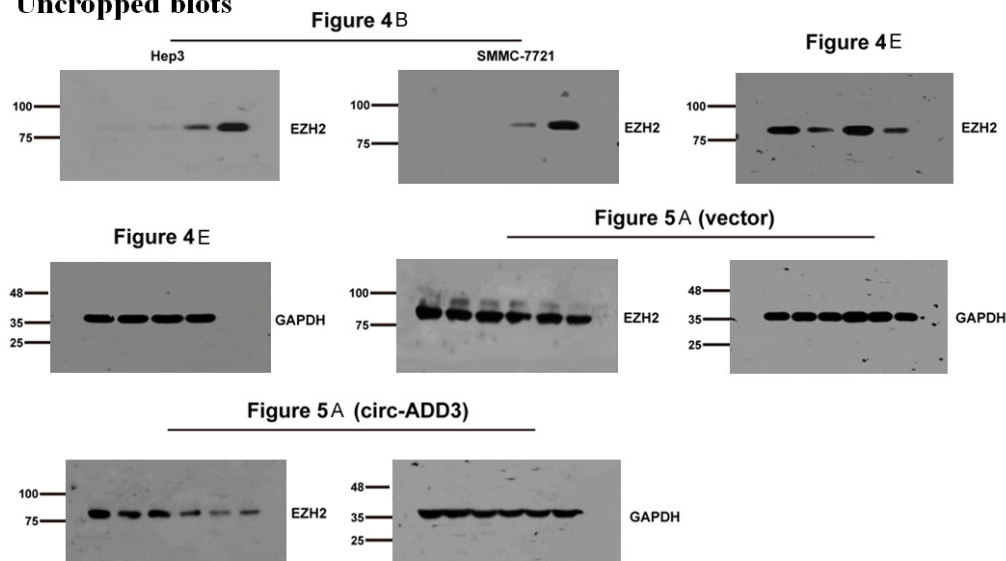 Uncropped blots
Figure 4B
Hep3
SMMC-7721
Figure 4E
100
75
EZH2
100
75
EZH2
100
75
EZH2
Figure 4E
Figure 5A (vector)
48
35
25
GAPDH
100
75
EZH2
48
35
25
GAPDH
Figure 5A (circ-ADD3)
100
75
EZH2
48
35
25
GAPDH